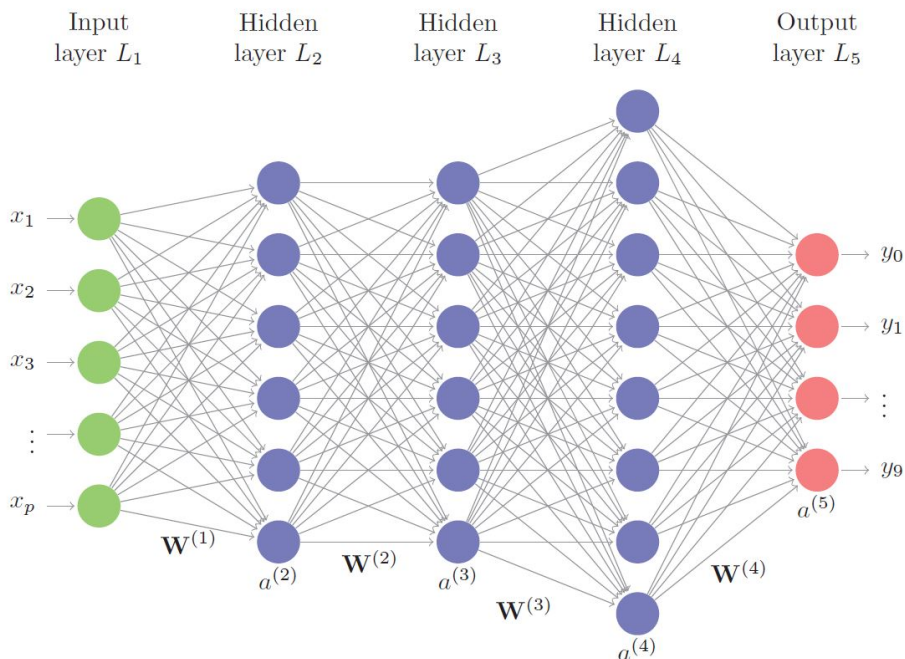 Input
layer L₁
Hidden
layer L₂
Hidden
layer L₃
Hidden
layer L₄
Output
layer L₅
x₁
x₂
x₃
⋮
xₚ
W⁽¹⁾
a⁽²⁾
W⁽²⁾
a⁽³⁾
W⁽³⁾
a⁽⁴⁾
W⁽⁴⁾
a⁽⁵⁾
y₀
y₁
⋮
y₉